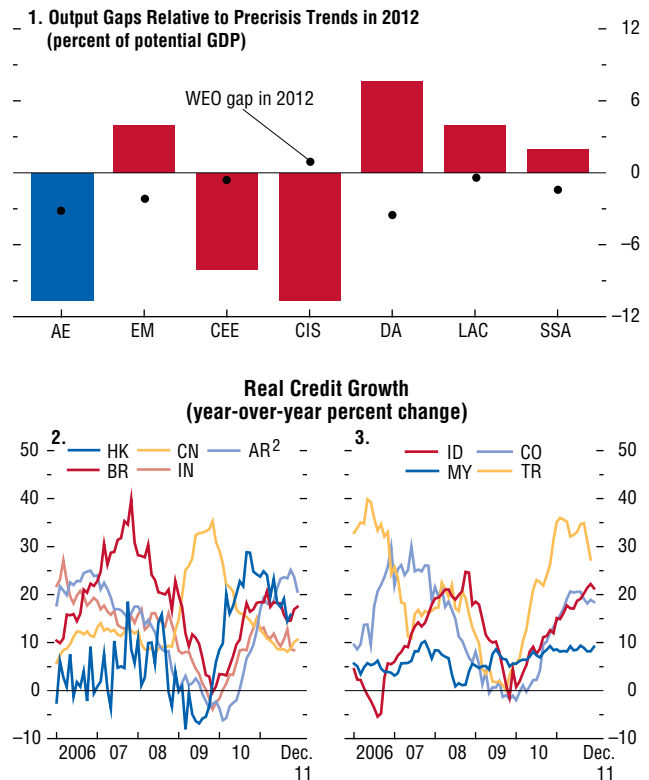 1. Output Gaps Relative to Precrisis Trends in 2012
(percent of potential GDP)
12
6
0
–6
–12
WEO gap in 2012
AE EM CEE CIS DA LAC SSA
Real Credit Growth
(year-over-year percent change)
2.
HK CN AR2
BR IN
50
40
30
20
10
0
–10
2006 07 08 09 10 Dec.
11
3.
ID CO
MY TR
50
40
30
20
10
0
–10
2006 07 08 09 10 Dec.
11